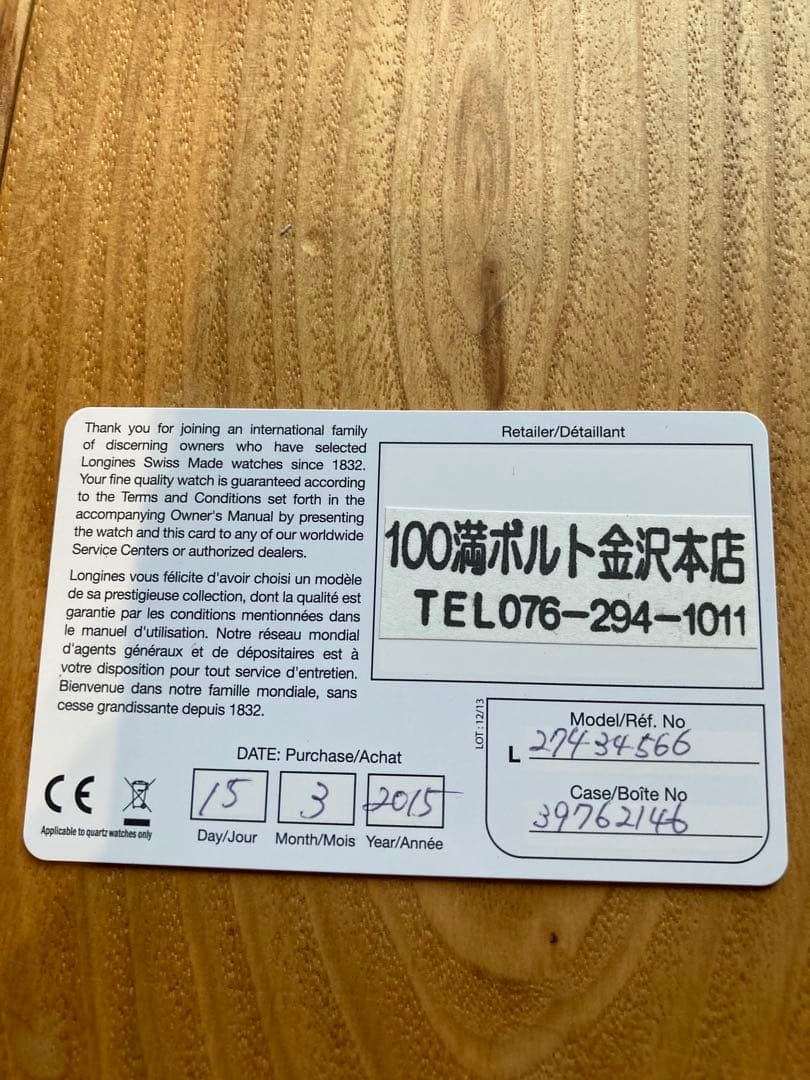 Thank you for joining an international family
of discerning owners who have selected
Longines Swiss Made watches since 1832.
Your fine quality watch is guaranteed according
to the Terms and Conditions set forth in the
accompanying Owner's Manual by presenting
the watch and this card to any of our worldwide
Service Centers or authorized dealers.
Longines vous félicite d'avoir choisi un modèle
de sa prestigieuse collection, dont la qualité est
garantie par les conditions mentionnées dans
le manuel d'utilisation. Notre réseau mondial
d'agents généraux et de dépositaires est à
votre disposition pour tout service d'entretien.
Bienvenue dans notre famille mondiale, sans
cesse grandissante depuis 1832.
Retailer/Détaillant
100満ボルト金沢本店
TEL076-294-1011
LOT : 12/13
Model/Réf. No
L 27434566
Case/Boîte No
39762146
DATE: Purchase/Achat
15 3 2015
Day/Jour Month/Mois Year/Année
CE
Applicable to quartz watches only